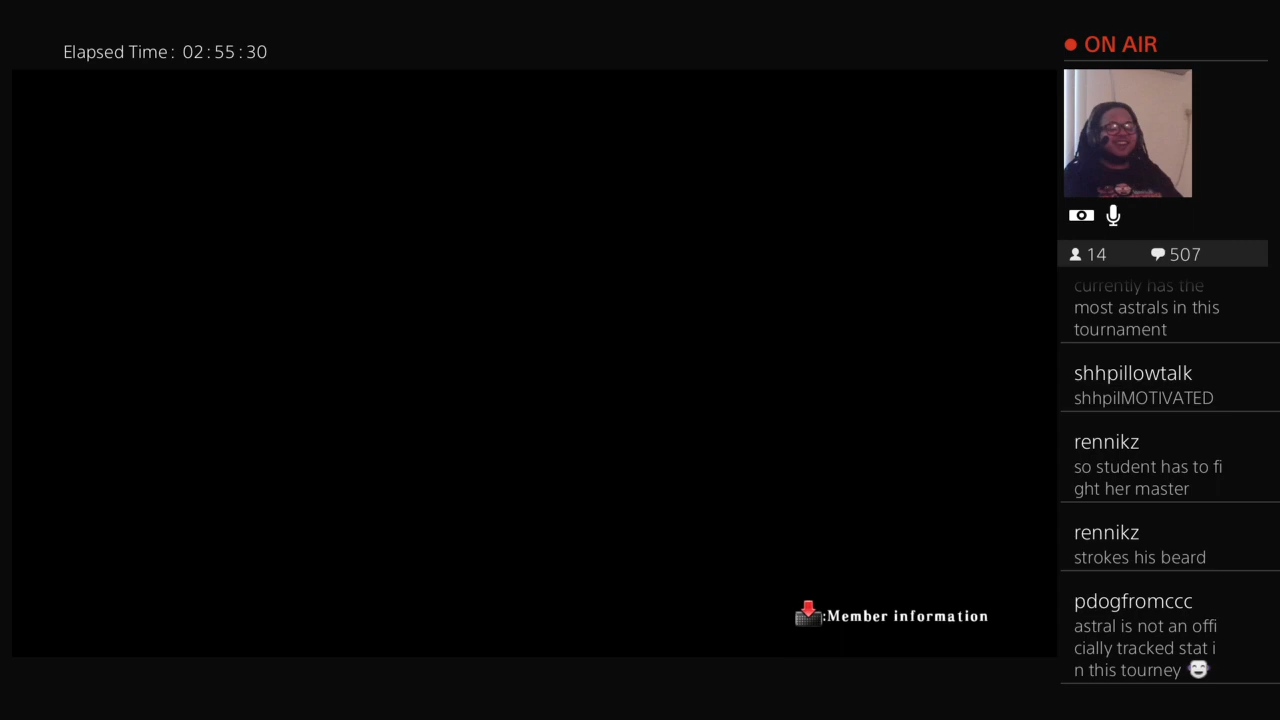 Elapsed Time: 02:55:30
ON AIR
14 507
currently has the
most astrals in this
tournament
shhpillowtalk
shhpilMOTIVATED
rennikz
so student has to fi
ght her master
rennikz
strokes his beard
pdogfromccc
astral is not an offi
cially tracked stat i
n this tourney
:Member information